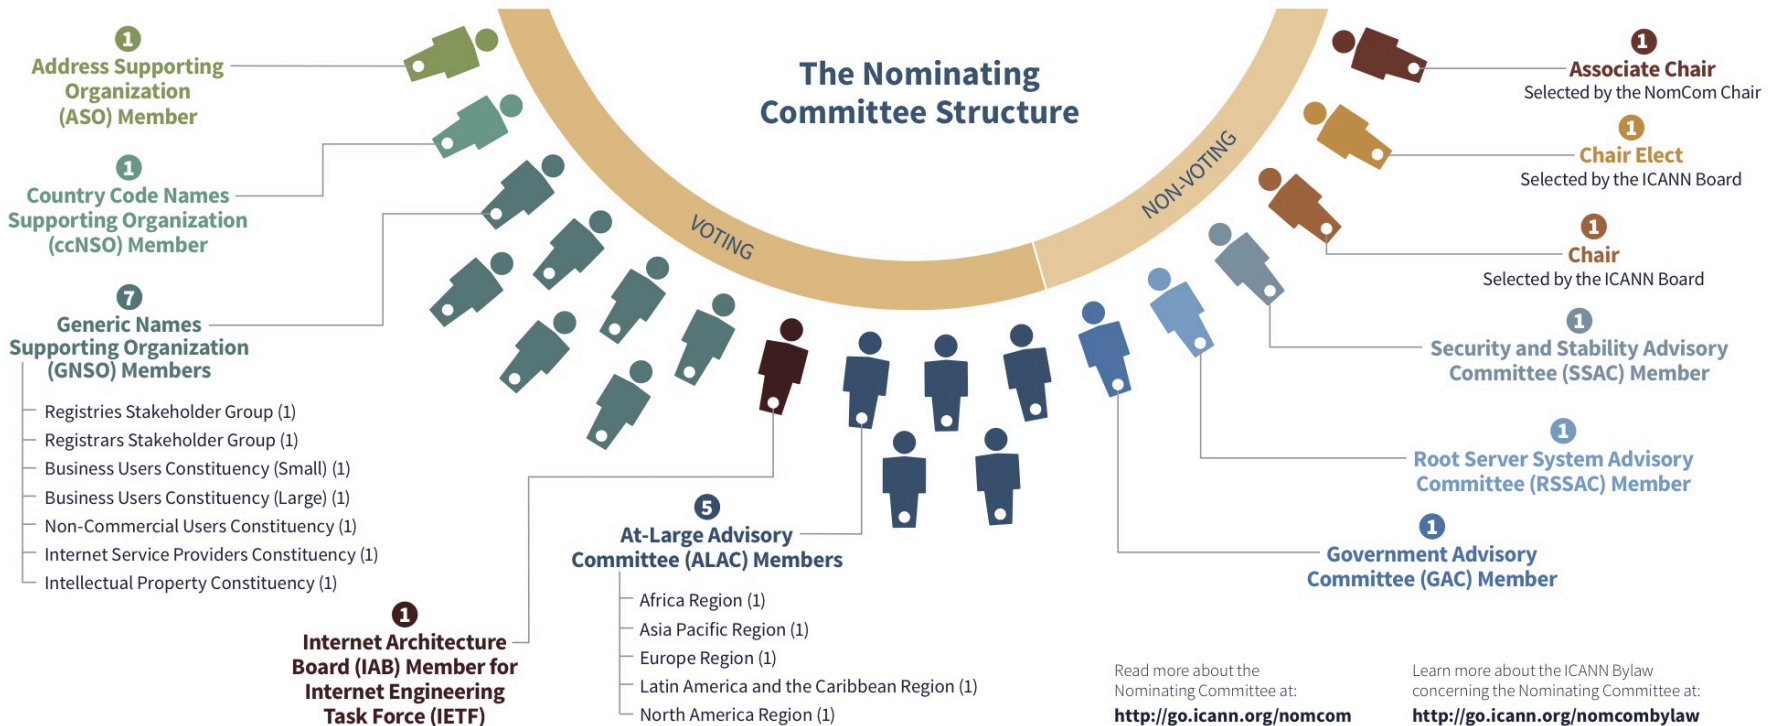 The Nominating
Committee Structure
VOTING
NON-VOTING
1
Address Supporting
Organization
(ASO) Member
1
Country Code Names
Supporting Organization
(ccNSO) Member
7
Generic Names
Supporting Organization
(GNSO) Members
Registries Stakeholder Group (1)
Registrars Stakeholder Group (1)
Business Users Constituency (Small) (1)
Business Users Constituency (Large) (1)
Non-Commercial Users Constituency (1)
Internet Service Providers Constituency (1)
Intellectual Property Constituency (1)
1
Internet Architecture
Board (IAB) Member for
Internet Engineering
Task Force (IETF)
5
At-Large Advisory
Committee (ALAC) Members
Africa Region (1)
Asia Pacific Region (1)
Europe Region (1)
Latin America and the Caribbean Region (1)
North America Region (1)
1
Associate Chair
Selected by the NomCom Chair
1
Chair Elect
Selected by the ICANN Board
1
Chair
Selected by the ICANN Board
1
Security and Stability Advisory
Committee (SSAC) Member
1
Root Server System Advisory
Committee (RSSAC) Member
1
Government Advisory
Committee (GAC) Member
Read more about the
Nominating Committee at:
http://go.icann.org/nomcom
Learn more about the ICANN Bylaw
concerning the Nominating Committee at:
http://go.icann.org/nomcombylaw